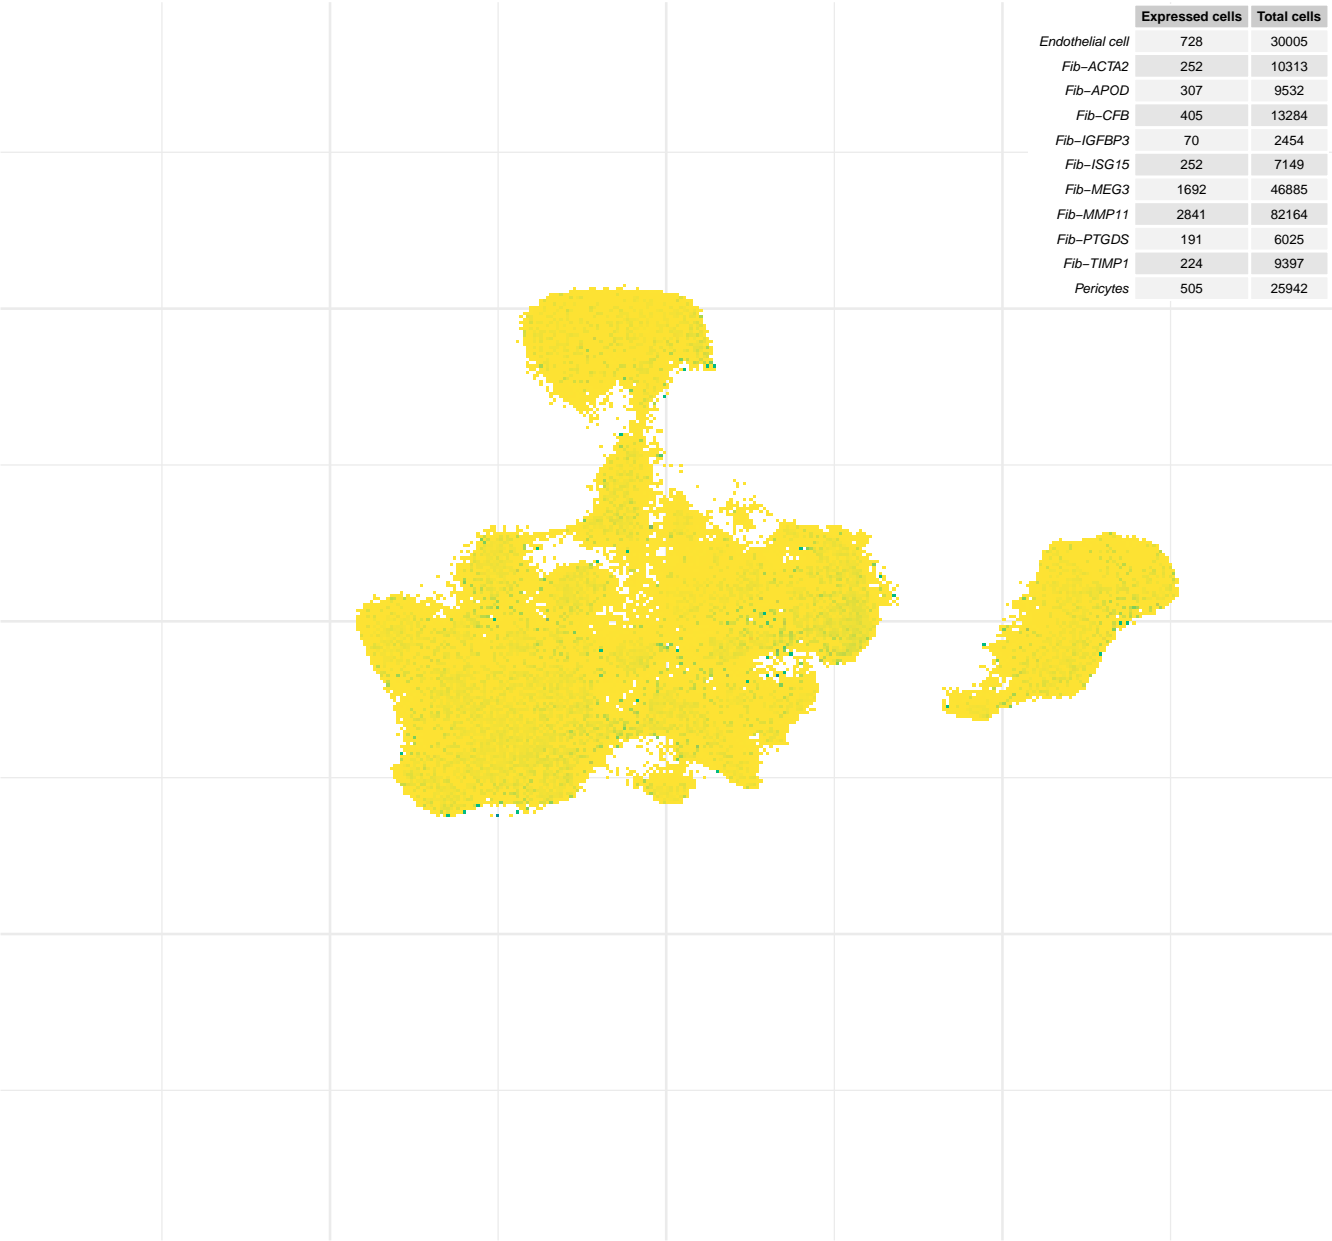 Expressed cells Total cells
Endothelial cell 728 30005
Fib−ACTA2 252 10313
Fib−APOD 307 9532
Fib−CFB 405 13284
Fib−IGFBP3 70 2454
Fib−ISG15 252 7149
Fib−MEG3 1692 46885
Fib−MMP11 2841 82164
Fib−PTGDS 191 6025
Fib−TIMP1 224 9397
Pericytes 505 25942